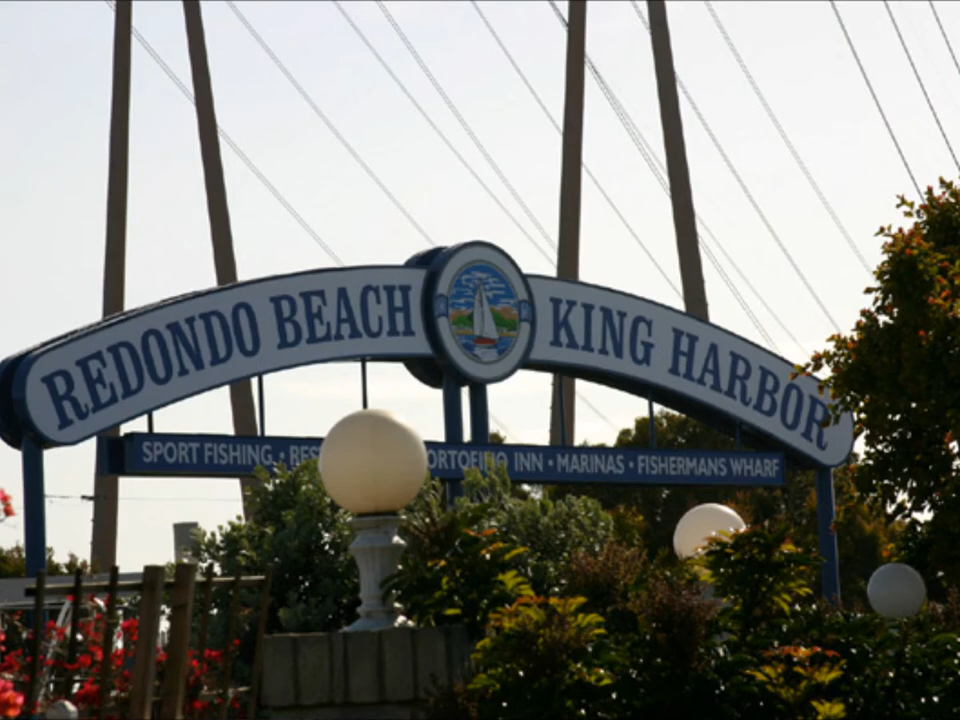 REDONDO BEACH KING HARBOR
SPORT FISHING • INN • MARINAS • FISHERMANS WHARF